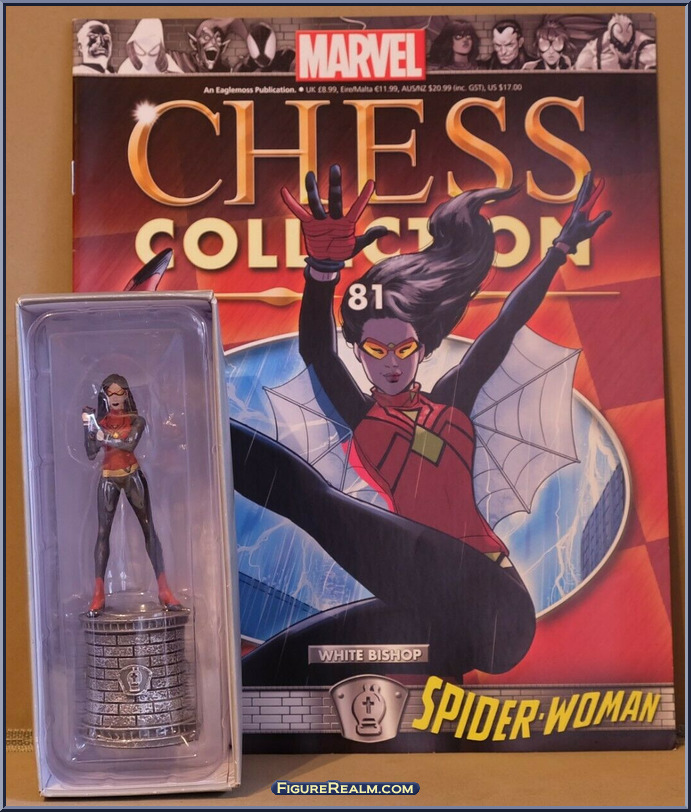 MARVEL
An Eaglemoss Publication. • UK £8.99, Eire/Malta €11.99, AUS/NZ $20.99 (inc. GST), US $17.00
CHESS
COLLECTION
81
WHITE BISHOP
SPIDER-WOMAN
FIGUREREALM.COM